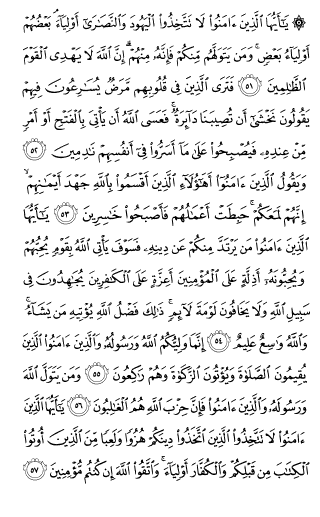 ۞ يَٰٓأَيُّهَا ٱلَّذِينَ ءَامَنُوا۟ لَا تَتَّخِذُوا۟ ٱلْيَهُودَ وَٱلنَّصَٰرَىٰٓ أَوْلِيَآءَ ۘ بَعْضُهُمْ
أَوْلِيَآءُ بَعْضٍ ۚ وَمَن يَتَوَلَّهُم مِّنكُمْ فَإِنَّهُۥ مِنْهُمْ ۗ إِنَّ ٱللَّهَ لَا يَهْدِى ٱلْقَوْمَ
ٱلظَّٰلِمِينَ ٥١ فَتَرَى ٱلَّذِينَ فِى قُلُوبِهِم مَّرَضٌ يُسَٰرِعُونَ فِيهِمْ
يَقُولُونَ نَخْشَىٰٓ أَن تُصِيبَنَا دَآئِرَةٌ ۚ فَعَسَى ٱللَّهُ أَن يَأْتِىَ بِٱلْفَتْحِ أَوْ أَمْرٍ
مِّنْ عِندِهِۦ فَيُصْبِحُوا۟ عَلَىٰ مَآ أَسَرُّوا۟ فِىٓ أَنفُسِهِمْ نَٰدِمِينَ ٥٢
وَيَقُولُ ٱلَّذِينَ ءَامَنُوٓا۟ أَهَٰٓؤُلَآءِ ٱلَّذِينَ أَقْسَمُوا۟ بِٱللَّهِ جَهْدَ أَيْمَٰنِهِمْ ۙ
إِنَّهُمْ لَمَعَكُمْ ۚ حَبِطَتْ أَعْمَٰلُهُمْ فَأَصْبَحُوا۟ خَٰسِرِينَ ٥٣ يَٰٓأَيُّهَا
ٱلَّذِينَ ءَامَنُوا۟ مَن يَرْتَدَّ مِنكُمْ عَن دِينِهِۦ فَسَوْفَ يَأْتِى ٱللَّهُ بِقَوْمٍ يُحِبُّهُمْ
وَيُحِبُّونَهُۥٓ أَذِلَّةٍ عَلَى ٱلْمُؤْمِنِينَ أَعِزَّةٍ عَلَى ٱلْكَٰفِرِينَ يُجَٰهِدُونَ فِى
سَبِيلِ ٱللَّهِ وَلَا يَخَافُونَ لَوْمَةَ لَآئِمٍ ۚ ذَٰلِكَ فَضْلُ ٱللَّهِ يُؤْتِيهِ مَن يَشَآءُ ۚ
وَٱللَّهُ وَٰسِعٌ عَلِيمٌ ٥٤ إِنَّمَا وَلِيُّكُمُ ٱللَّهُ وَرَسُولُهُۥ وَٱلَّذِينَ ءَامَنُوا۟ ٱلَّذِينَ
يُقِيمُونَ ٱلصَّلَوٰةَ وَيُؤْتُونَ ٱلزَّكَوٰةَ وَهُمْ رَٰكِعُونَ ٥٥ وَمَن يَتَوَلَّ ٱللَّهَ
وَرَسُولَهُۥ وَٱلَّذِينَ ءَامَنُوا۟ فَإِنَّ حِزْبَ ٱللَّهِ هُمُ ٱلْغَٰلِبُونَ ٥٦ يَٰٓأَيُّهَا ٱلَّذِينَ
ءَامَنُوا۟ لَا تَتَّخِذُوا۟ ٱلَّذِينَ ٱتَّخَذُوا۟ دِينَكُمْ هُزُوًا وَلَعِبًا مِّنَ ٱلَّذِينَ أُوتُوا۟
ٱلْكِتَٰبَ مِن قَبْلِكُمْ وَٱلْكُفَّارَ أَوْلِيَآءَ ۚ وَٱتَّقُوا۟ ٱللَّهَ إِن كُنتُم مُّؤْمِنِينَ ٥٧